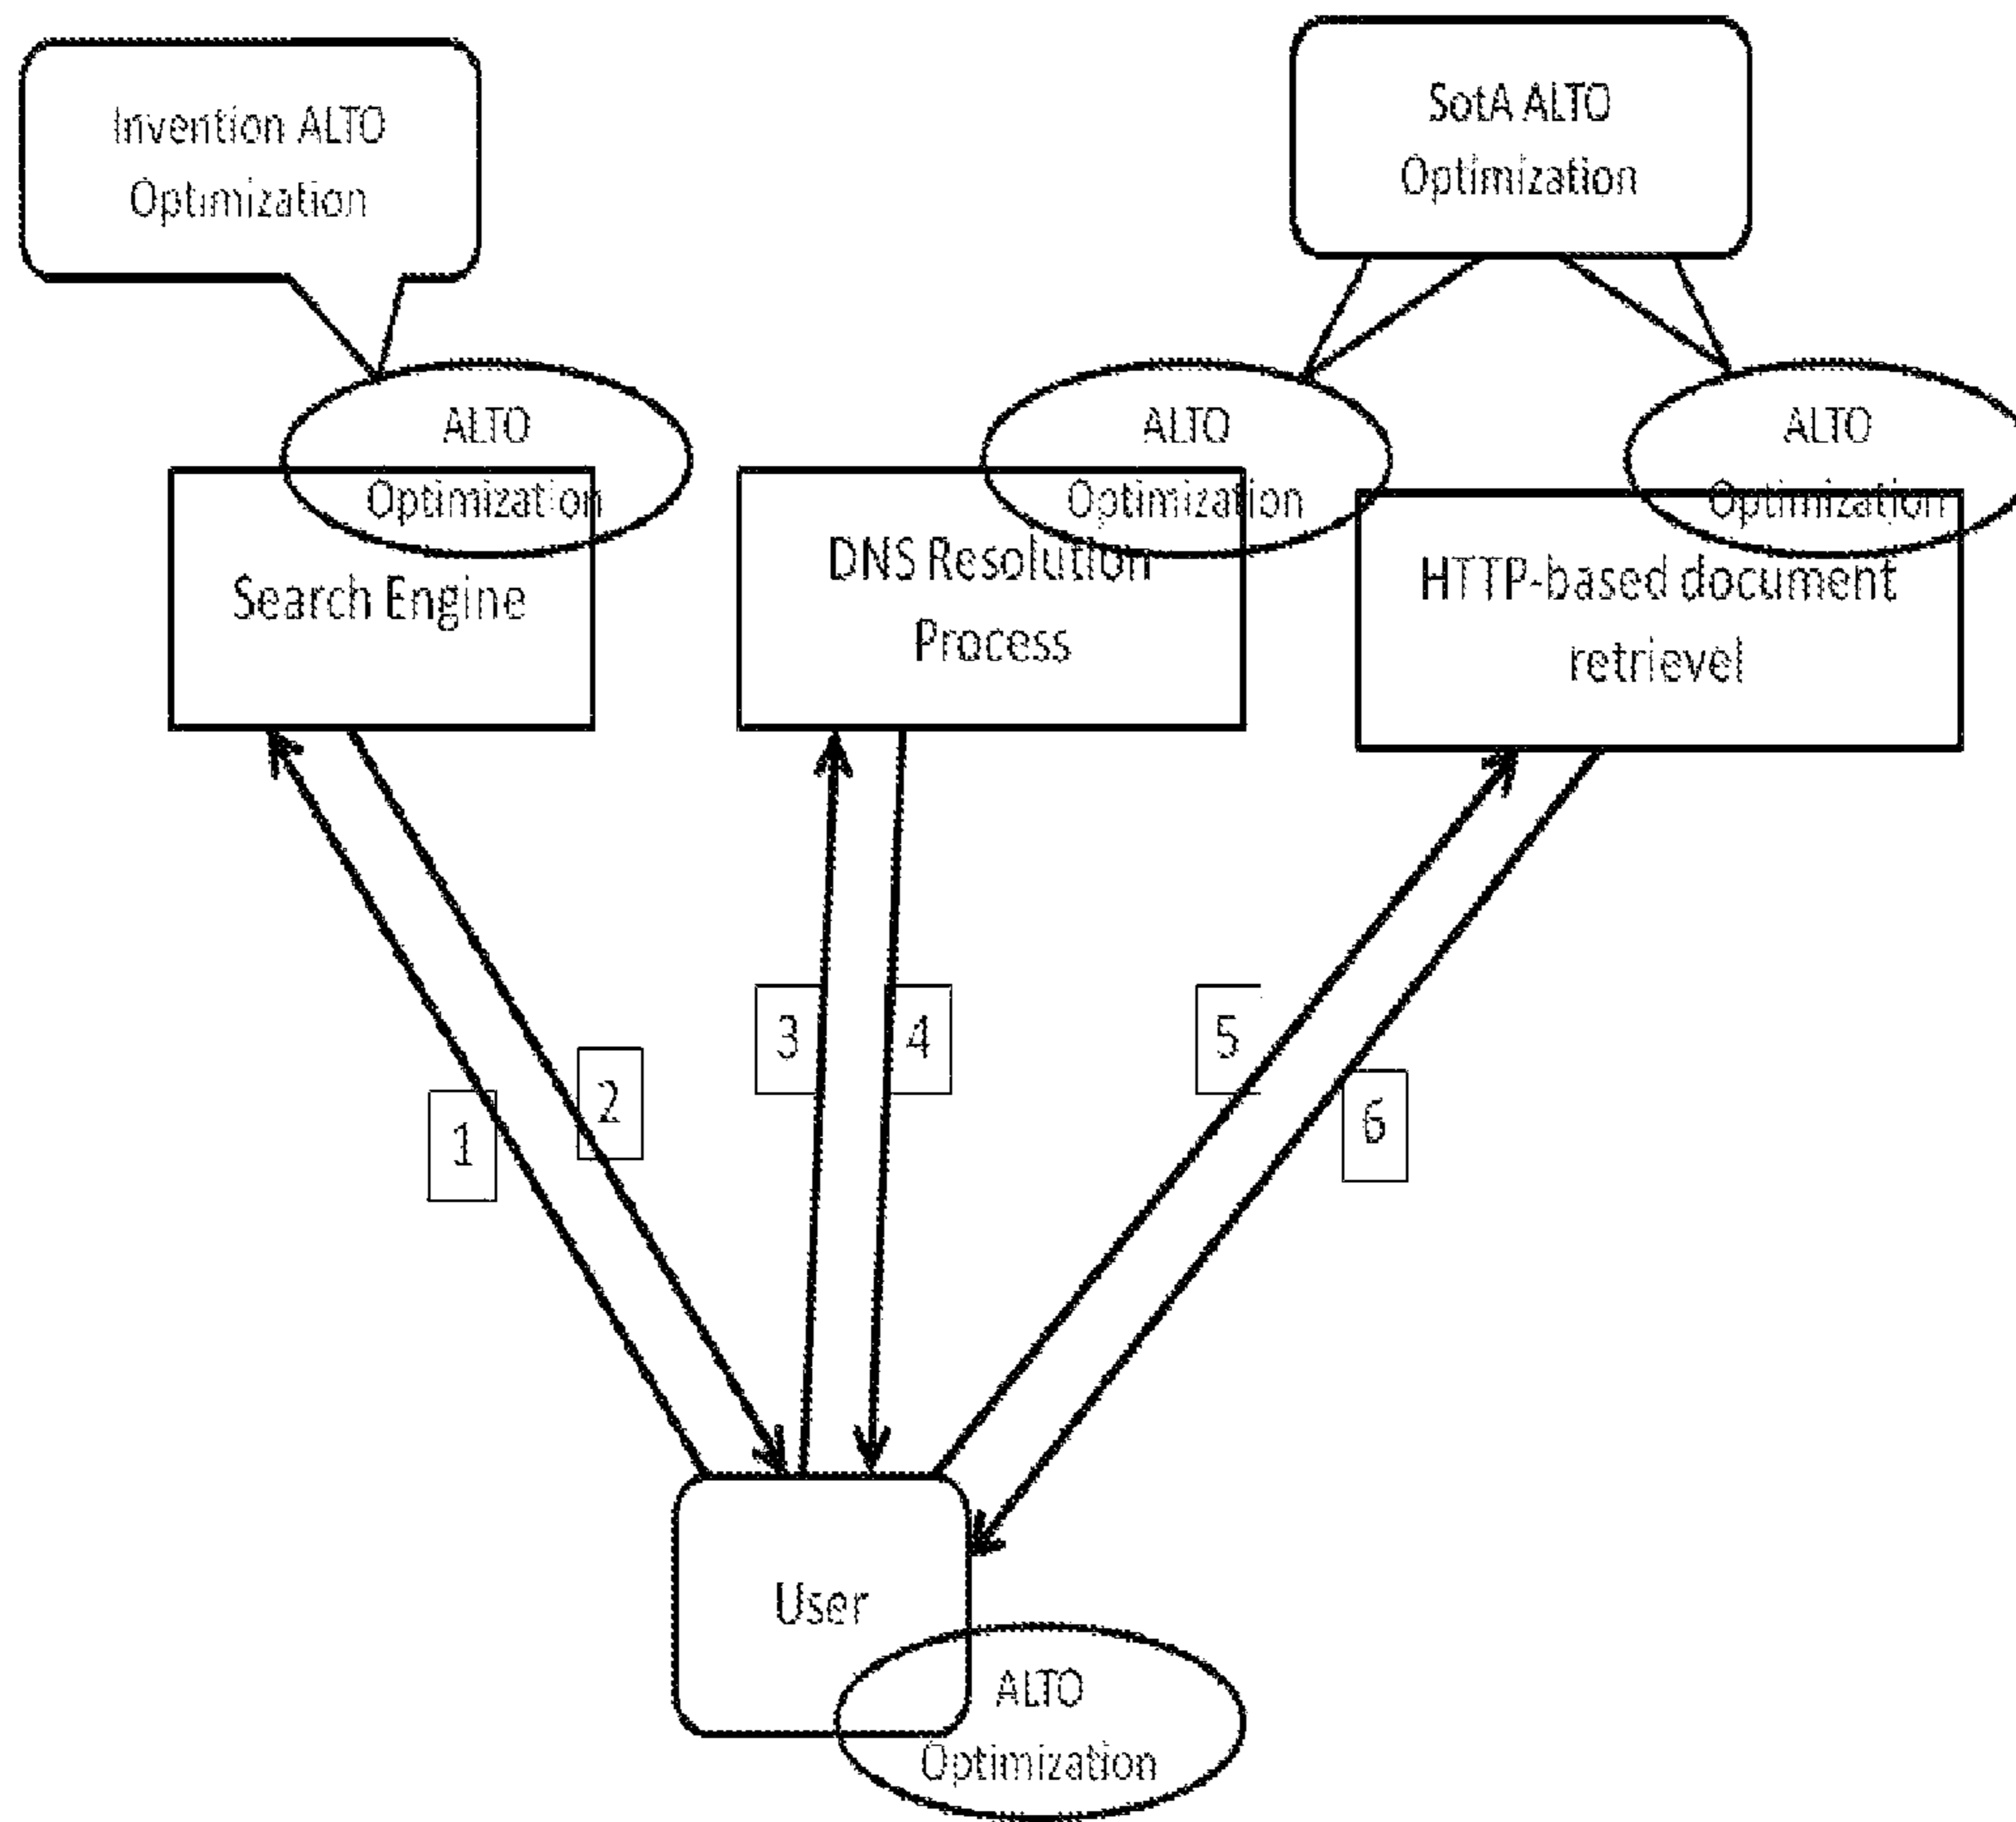 Invention ALTO
Optimization
SotA ALTO
Optimization
ALTO
Optimization
Search Engine
ALTO
Optimization
DNS Resolution
Process
ALTO
Optimization
HTTP-based document
retrievel
1
2
3
4
5
6
User
ALTO
Optimization